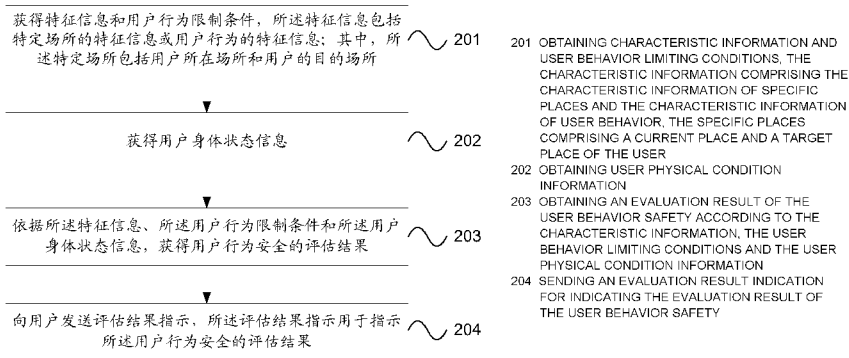 获得特征信息和用户行为限制条件，所述特征信息包括
特定场所的特征信息或用户行为的特征信息；其中，所
述特定场所包括用户所在场所和用户的目的场所
201
获得用户身体状态信息
202
依据所述特征信息、所述用户行为限制条件和所述用户
身体状态信息，获得用户行为安全的评估结果
203
向用户发送评估结果指示，所述评估结果指示用于指示
所述用户行为安全的评估结果
204
201 OBTAINING CHARACTERISTIC INFORMATION AND
USER BEHAVIOR LIMITING CONDITIONS, THE
CHARACTERISTIC INFORMATION COMPRISING THE
CHARACTERISTIC INFORMATION OF SPECIFIC
PLACES AND THE CHARACTERISTIC INFORMATION
OF USER BEHAVIOR, THE SPECIFIC PLACES
COMPRISING A CURRENT PLACE AND A TARGET
PLACE OF THE USER
202 OBTAINING USER PHYSICAL CONDITION
INFORMATION
203 OBTAINING AN EVALUATION RESULT OF THE
USER BEHAVIOR SAFETY ACCORDING TO THE
CHARACTERISTIC INFORMATION, THE USER
BEHAVIOR LIMITING CONDITIONS AND THE USER
PHYSICAL CONDITION INFORMATION
204 SENDING AN EVALUATION RESULT INDICATION
FOR INDICATING THE EVALUATION RESULT OF
THE USER BEHAVIOR SAFETY